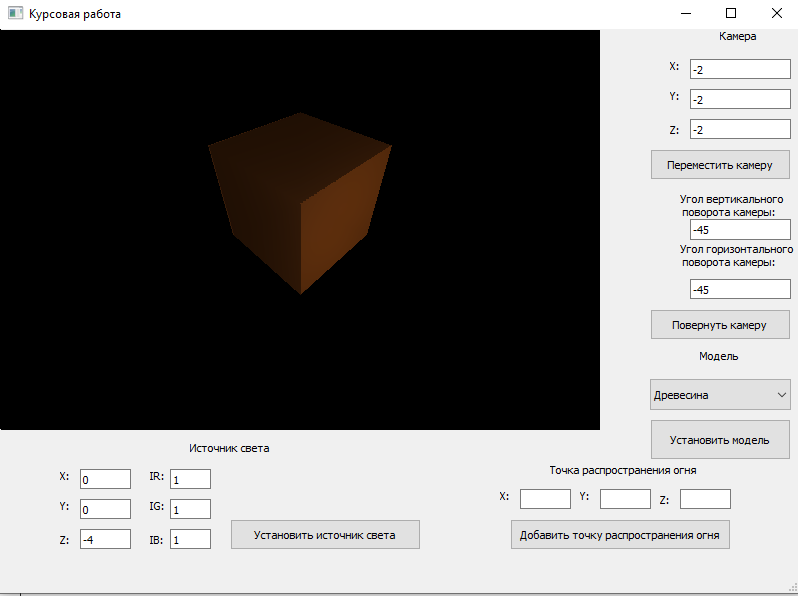 Курсовая работа
Камера
X: -2
Y: -2
Z: -2
Переместить камеру
Угол вертикального
поворота камеры:
-45
Угол горизонтального
поворота камеры:
-45
Повернуть камеру
Модель
Древесина
Установить модель
Источник света
X: 0 IR: 1
Y: 0 IG: 1
Z: -4 IB: 1
Установить источник света
Точка распространения огня
X: Y: Z:
Добавить точку распространения огня